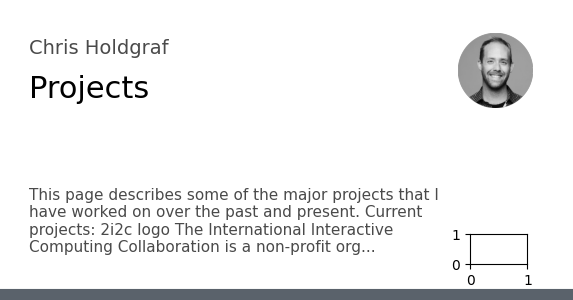 Chris Holdgraf
Projects
This page describes some of the major projects that I
have worked on over the past and present. Current
projects: 2i2c logo The International Interactive
Computing Collaboration is a non-profit org...
1
0
0 1